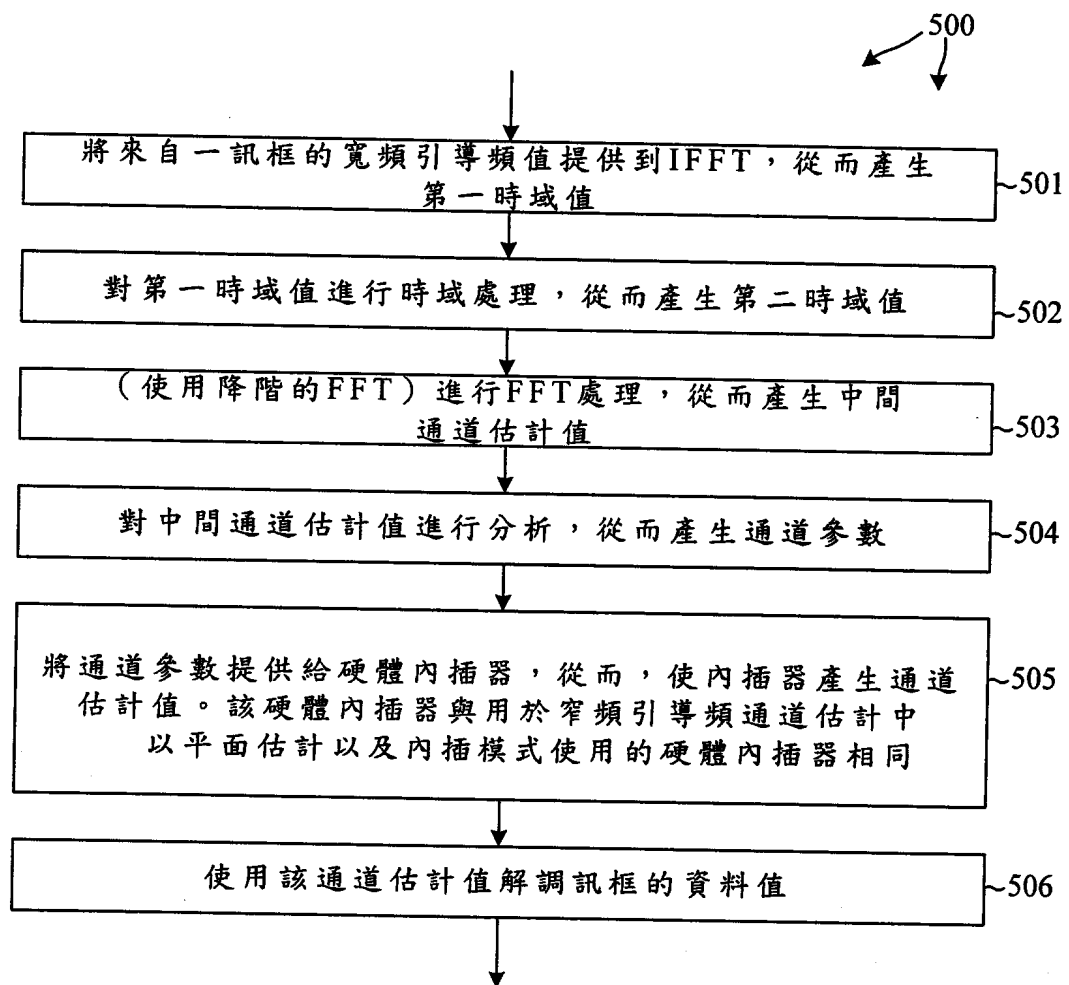 500
將來自一訊框的寬頻引導頻值提供到IFFT，從而產生
第一時域值
~501
對第一時域值進行時域處理，從而產生第二時域值
~502
（使用降階的FFT）進行FFT處理，從而產生中間
通道估計值
~503
對中間通道估計值進行分析，從而產生通道參數
~504
將通道參數提供給硬體內插器，從而，使內插器產生通道
估計值。該硬體內插器與用於窄頻引導頻通道估計中
以平面估計以及內插模式使用的硬體內插器相同
~505
使用該通道估計值解調訊框的資料值
~506